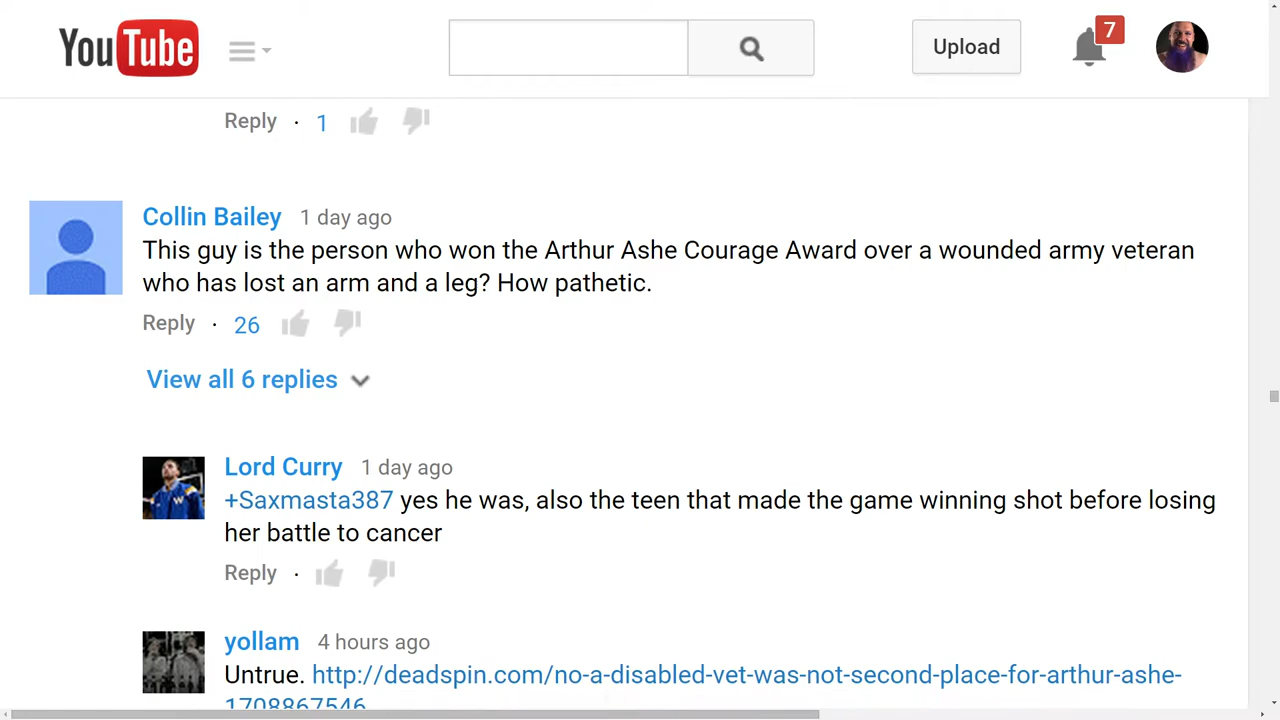 YouTube
Upload
7
Reply · 1
Collin Bailey 1 day ago
This guy is the person who won the Arthur Ashe Courage Award over a wounded army veteran
who has lost an arm and a leg? How pathetic.
Reply · 26
View all 6 replies
Lord Curry 1 day ago
+Saxmasta387 yes he was, also the teen that made the game winning shot before losing
her battle to cancer
Reply ·
yollam 4 hours ago
Untrue. http://deadspin.com/no-a-disabled-vet-was-not-second-place-for-arthur-ashe-
1708867546